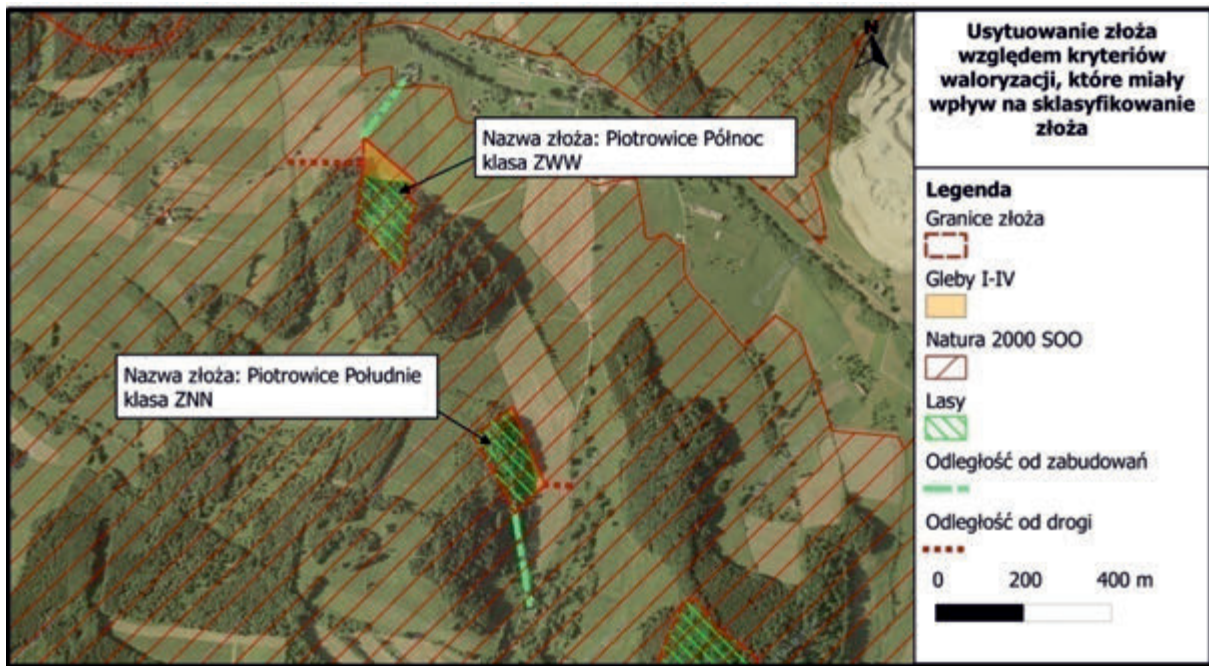 N
Nazwa złoża: Piotrowice Północ
klasa ZWW
Nazwa złoża: Piotrowice Południe
klasa ZNN
Usytuowanie złoża
względem kryteriów
waloryzacji, które miały
wpływ na sklasyfikowanie
złoża
Legenda
Granice złoża
Gleby I-IV
Natura 2000 SOO
Lasy
Odległość od zabudowań
Odległość od drogi
0 200 400 m